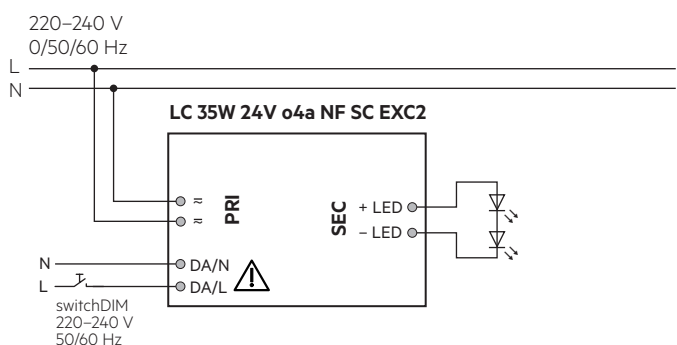 220–240 V
0/50/60 Hz
L
N
LC 35W 24V o4a NF SC EXC2
≂
≂
PRI
SEC
+ LED
– LED
N
DA/N
L
DA/L
switchDIM
220–240 V
50/60 Hz